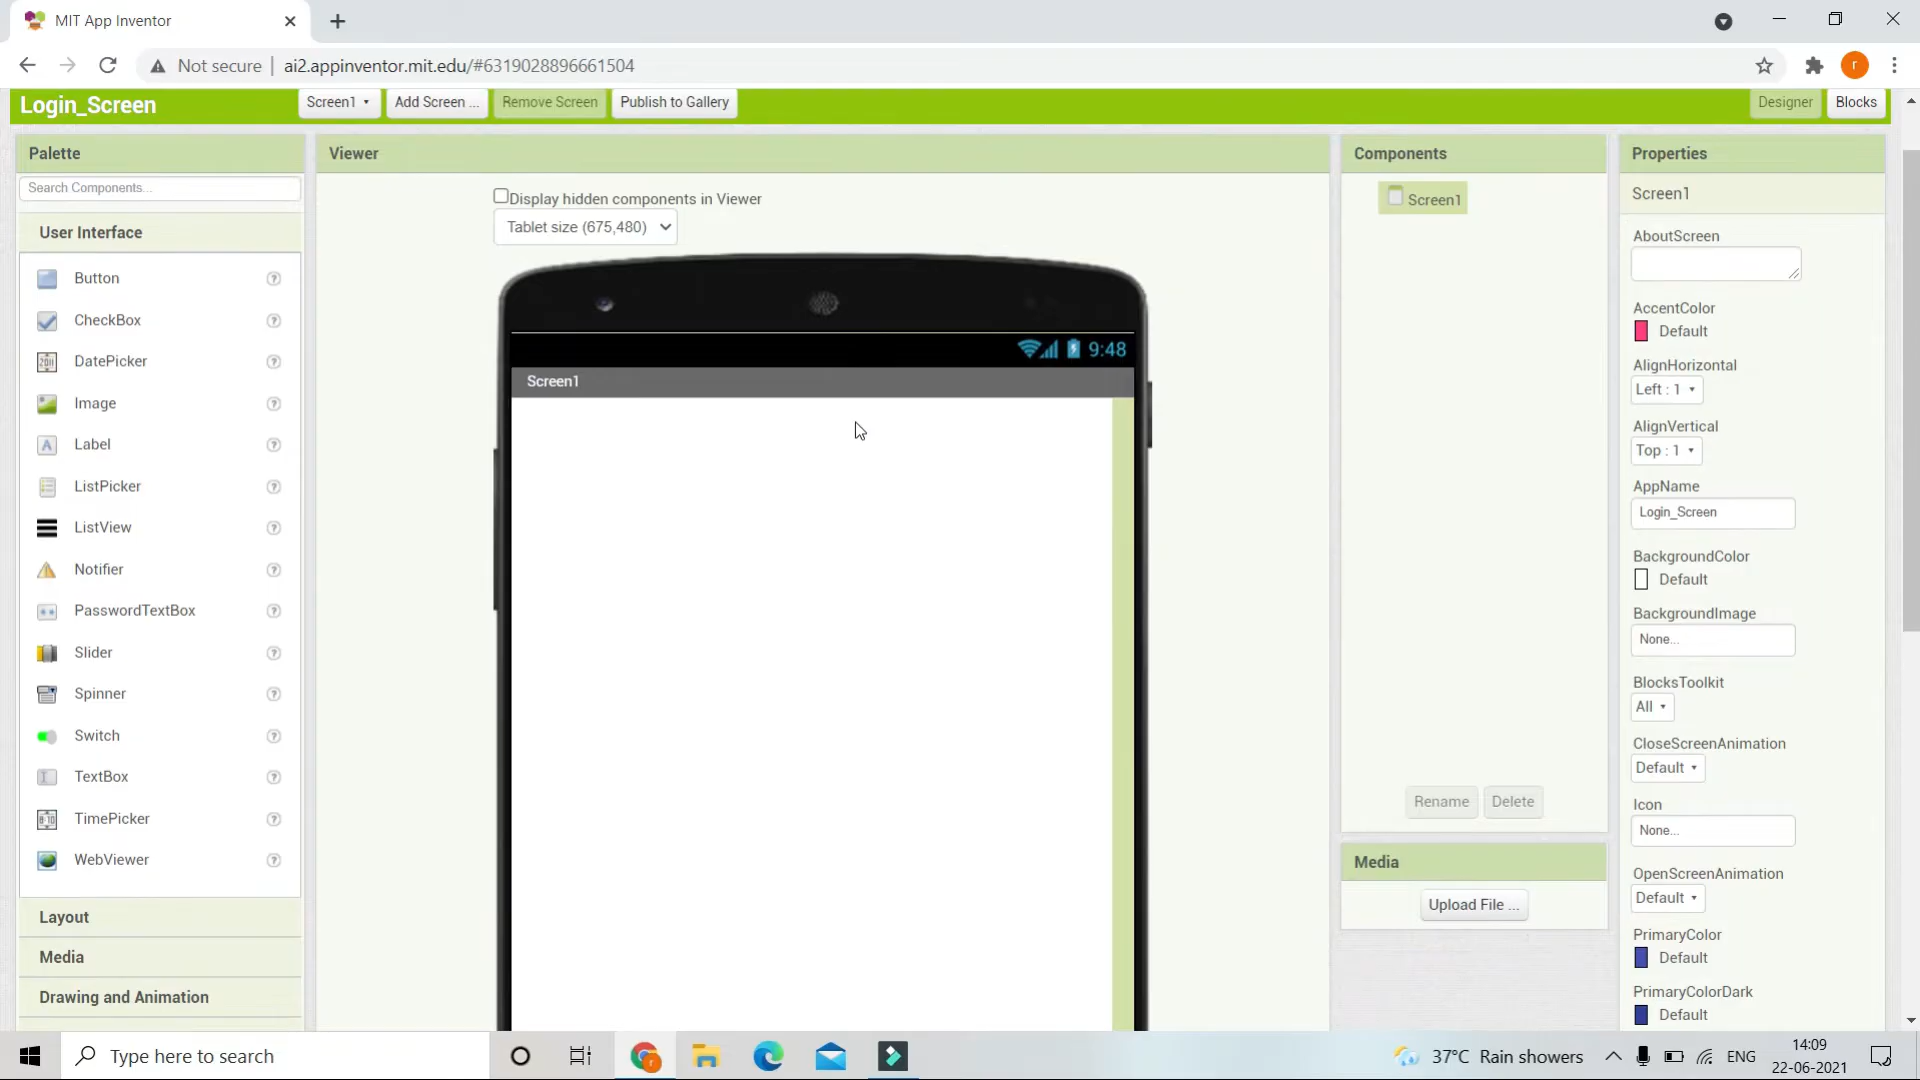 MIT App Inventor
Not secure
ai2.appinventor.mit.edu/#6319028896661504
r
Login_Screen
Screen1
Add Screen ...
Remove Screen
Publish to Gallery
Designer
Blocks
Palette
Search Components...
User Interface
Button
CheckBox
DatePicker
Image
Label
ListPicker
ListView
Notifier
PasswordTextBox
Slider
Spinner
Switch
TextBox
TimePicker
WebViewer
Layout
Media
Drawing and Animation
Viewer
Display hidden components in Viewer
Tablet size (675,480)
9:48
Screen1
Components
Screen1
Rename
Delete
Media
Upload File ...
Properties
Screen1
AboutScreen
AccentColor
Default
AlignHorizontal
Left : 1
AlignVertical
Top : 1
AppName
Login_Screen
BackgroundColor
Default
BackgroundImage
None...
BlocksToolkit
All
CloseScreenAnimation
Default
Icon
None...
OpenScreenAnimation
Default
PrimaryColor
Default
PrimaryColorDark
Default
Type here to search
37°C Rain showers
ENG
14:09
22-06-2021